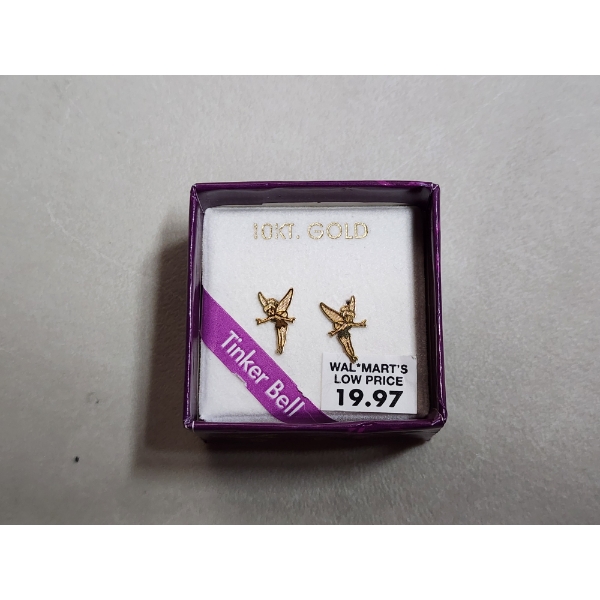 10KT. GOLD
Tinker Bell
WAL*MART'S
LOW PRICE
19.97